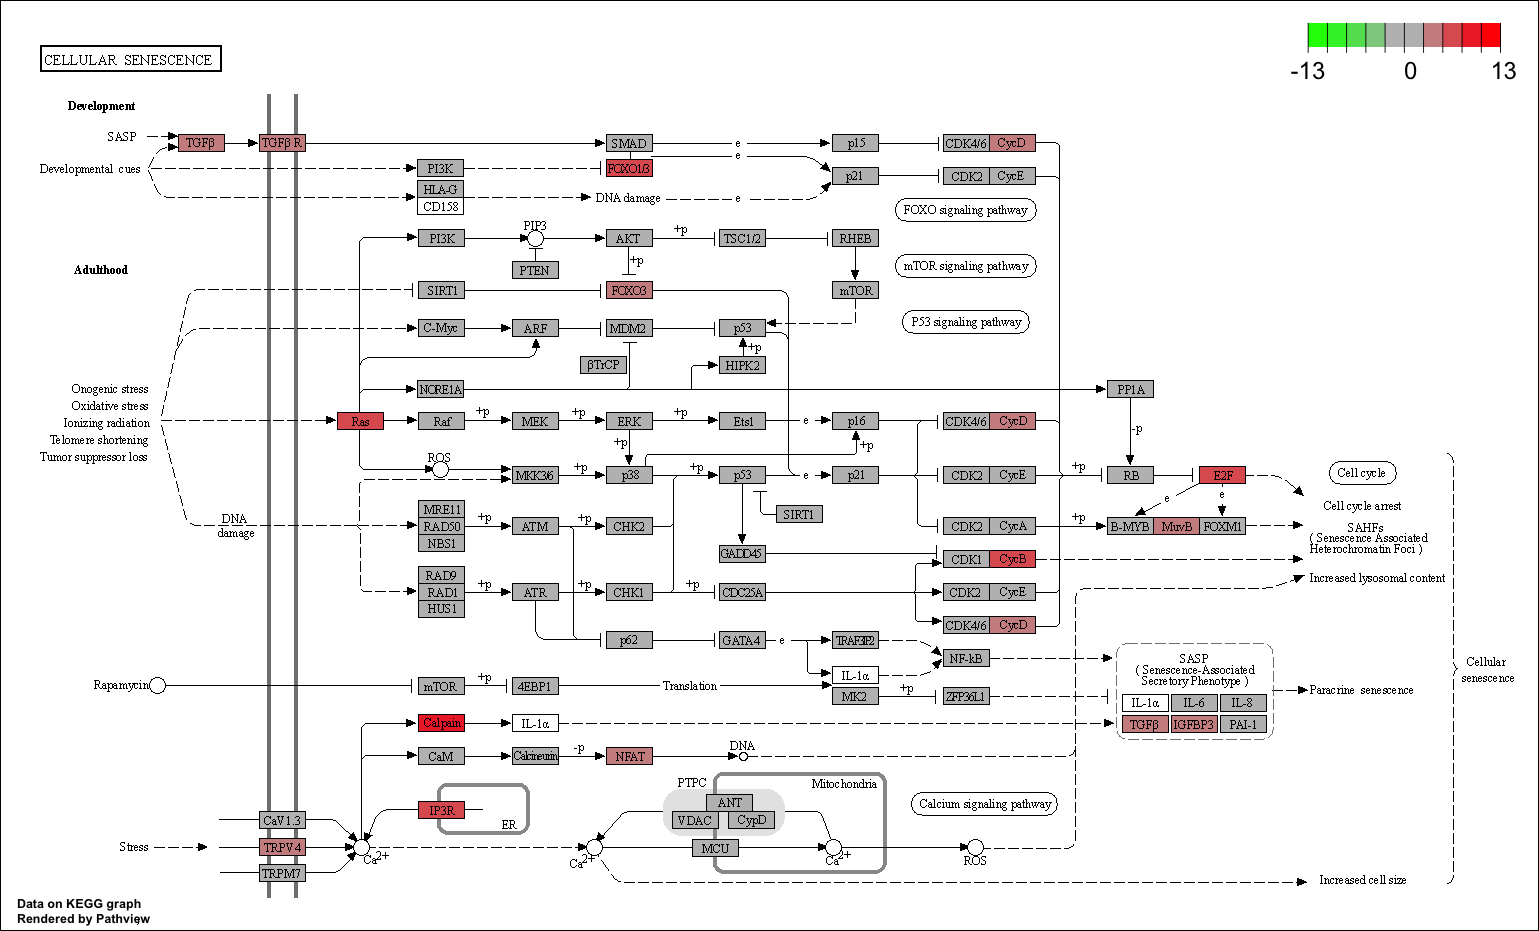 -13 0 13
CELLULAR SENESCENCE
Development
SASP
TGFβ
TGFβ R
SMAD
e
p15
CDK4/6 CycD
e
Developmental cues
PI3K
FOXO1/3
p21
CDK2 CycE
HLA-G
CD158
DNA damage
e
FOXO signaling pathway
PIP3
PI3K
AKT
+p
TSC1/2
RHEB
PTEN
+p
mTOR signaling pathway
Adulthood
SIRT1
FOXO3
mTOR
C-Myc
ARF
MDM2
p53
P53 signaling pathway
+p
βTrCP
HIPK2
Onogenic stress
Oxidative stress
Ionizing radiation
Telomere shortening
Tumor suppressor loss
NORE1A
PP1A
Ras
Raf
+p
MEK
+p
ERK
+p
Ets1
e
p16
CDK4/6 CycD
-p
+p
+p
ROS
MKK3/6
+p
p38
+p
p53
e
p21
CDK2 CycE
+p
RB
E2F
Cell cycle
e
e
Cell cycle arrest
MRE11
RAD50
NBS1
SIRT1
DNA
damage
+p
ATM
+p
CHK2
CDK2 CycA
+p
B-MYB MuvB FOXM1
SAHFs
( Senescence Associated
Heterochromatin Foci )
GADD45
CDK1 CycB
RAD9
RAD1
HUS1
+p
ATR
+p
CHK1
+p
CDC25A
CDK2 CycE
Increased lysosomal content
CDK4/6 CycD
p62
GATA4
e
TRAF3IP2
IL-1α
NF-kB
SASP
( Senescence-Associated
Secretory Phenotype )
IL-1α IL-6 IL-8
TGFβ IGFBP3 PAI-1
Cellular
senescence
Rapamycin
mTOR
+p
4EBP1
Translation
MK2
+p
ZFP36L1
Paracrine senescence
Calpain
IL-1α
CaM
Calcineurin
-p
NFAT
DNA
PTPC
Mitochondria
ANT
VDAC
CypD
MCU
Calcium signaling pathway
IP3R
ER
CaV1.3
Stress
TRPV4
TRPM7
Ca2+
Ca2+
Ca2+
ROS
Increased cell size
Data on KEGG graph
Rendered by Pathview